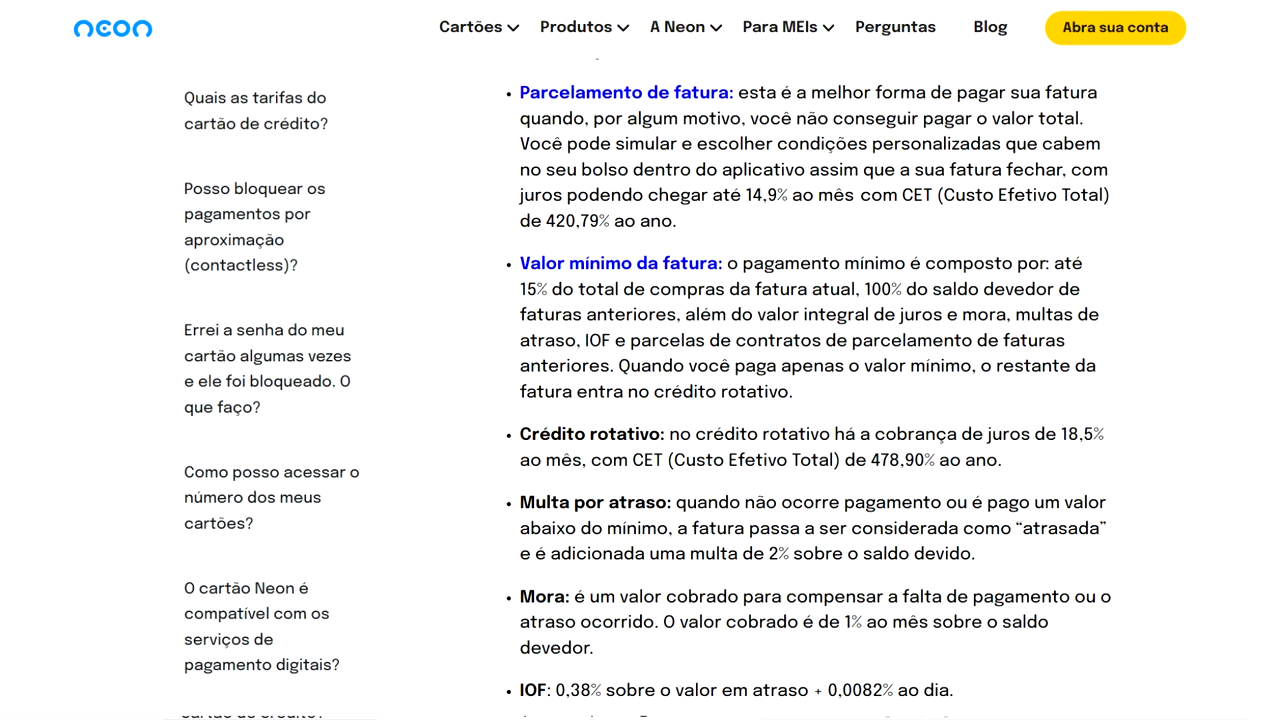 neon
Cartões
Produtos
A Neon
Para MEIs
Perguntas
Blog
Abra sua conta
Quais as tarifas do
cartão de crédito?
Posso bloquear os
pagamentos por
aproximação
(contactless)?
Errei a senha do meu
cartão algumas vezes
e ele foi bloqueado. O
que faço?
Como posso acessar o
número dos meus
cartões?
O cartão Neon é
compatível com os
serviços de
pagamento digitais?
• Parcelamento de fatura: esta é a melhor forma de pagar sua fatura
quando, por algum motivo, você não conseguir pagar o valor total.
Você pode simular e escolher condições personalizadas que cabem
no seu bolso dentro do aplicativo assim que a sua fatura fechar, com
juros podendo chegar até 14,9% ao mês com CET (Custo Efetivo Total)
de 420,79% ao ano.
• Valor mínimo da fatura: o pagamento mínimo é composto por: até
15% do total de compras da fatura atual, 100% do saldo devedor de
faturas anteriores, além do valor integral de juros e mora, multas de
atraso, IOF e parcelas de contratos de parcelamento de faturas
anteriores. Quando você paga apenas o valor mínimo, o restante da
fatura entra no crédito rotativo.
• Crédito rotativo: no crédito rotativo há a cobrança de juros de 18,5%
ao mês, com CET (Custo Efetivo Total) de 478,90% ao ano.
• Multa por atraso: quando não ocorre pagamento ou é pago um valor
abaixo do mínimo, a fatura passa a ser considerada como “atrasada”
e é adicionada uma multa de 2% sobre o saldo devido.
• Mora: é um valor cobrado para compensar a falta de pagamento ou o
atraso ocorrido. O valor cobrado é de 1% ao mês sobre o saldo
devedor.
• IOF: 0,38% sobre o valor em atraso + 0,0082% ao dia.